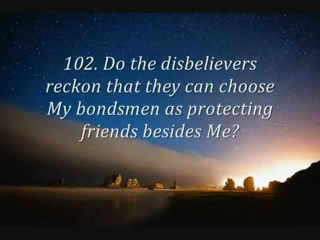 102. Do the disbelievers
reckon that they can choose
My bondsmen as protecting
friends besides Me?